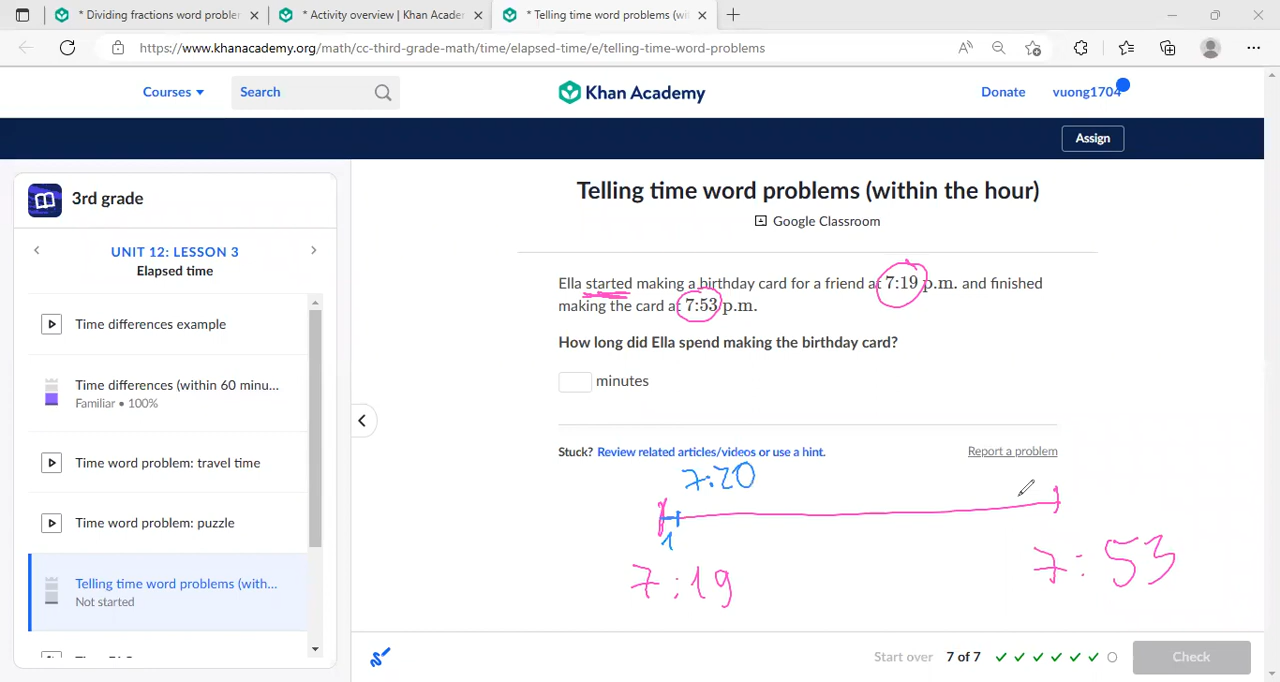 * Dividing fractions word probler
* Activity overview | Khan Acade
* Telling time word problems (wi
https://www.khanacademy.org/math/cc-third-grade-math/time/elapsed-time/e/telling-time-word-problems
Courses
Search
Khan Academy
Donate
vuong1704
Assign
3rd grade
UNIT 12: LESSON 3
Elapsed time
Time differences example
Time differences (within 60 minu...
Familiar • 100%
Time word problem: travel time
Time word problem: puzzle
Telling time word problems (with...
Not started
Telling time word problems (within the hour)
Google Classroom
Ella started making a birthday card for a friend at 7:19 p.m. and finished
making the card at 7:53 p.m.
How long did Ella spend making the birthday card?
minutes
Stuck? Review related articles/videos or use a hint.
Report a problem
7:20
1
7:19
7:53
Start over
7 of 7
Check